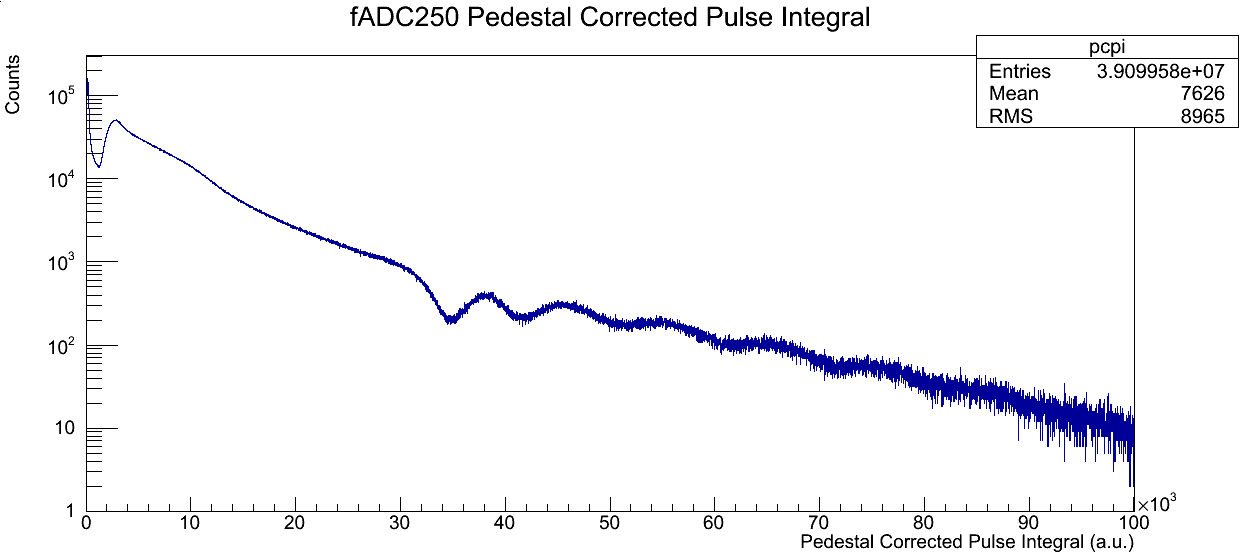 fADC250 Pedestal Corrected Pulse Integral
pcpi
Entries 3.909958e+07
Mean 7626
RMS 8965
Counts
10^5
10^4
10^3
10^2
10
1
0 10 20 30 40 50 60 70 80 90 100
×10^3
Pedestal Corrected Pulse Integral (a.u.)